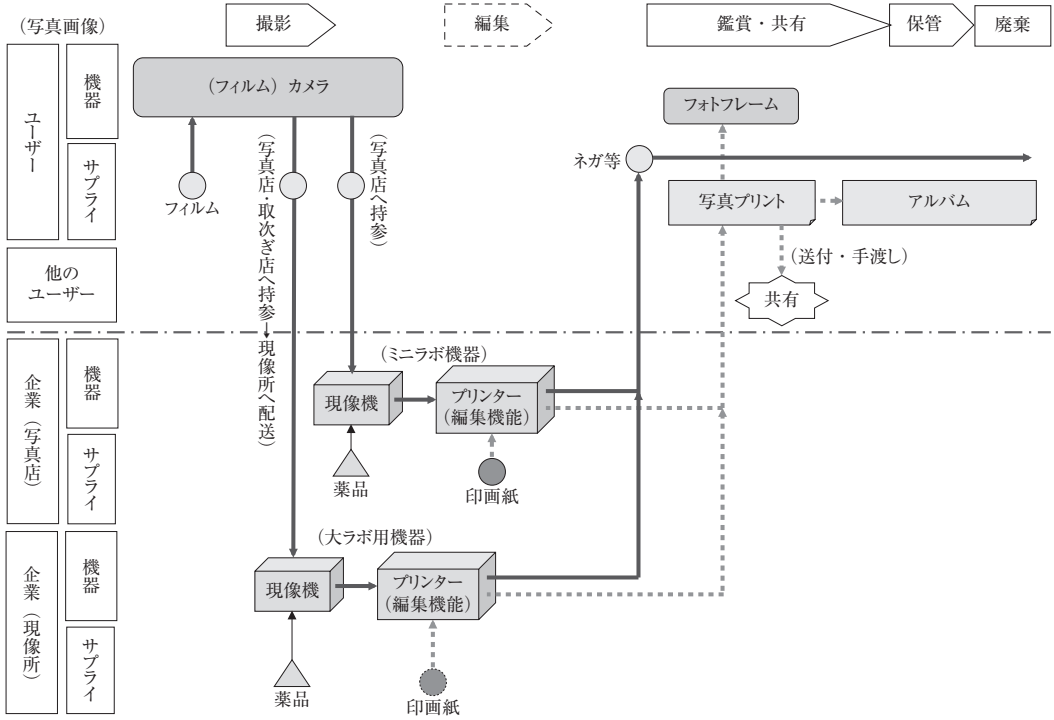 （写真画像）
撮影
編集
鑑賞・共有
保管
廃棄
ユーザー
機器
サプライ
（フィルム）カメラ
フィルム
（写真店・取次ぎ店へ持参→現像所へ配送）
（写真店へ持参）
フォトフレーム
ネガ等
写真プリント
アルバム
（送付・手渡し）
共有
他の
ユーザー
企業（写真店）
機器
サプライ
（ミニラボ機器）
現像機
プリンター
（編集機能）
薬品
印画紙
企業（現像所）
機器
サプライ
（大ラボ用機器）
現像機
プリンター
（編集機能）
薬品
印画紙